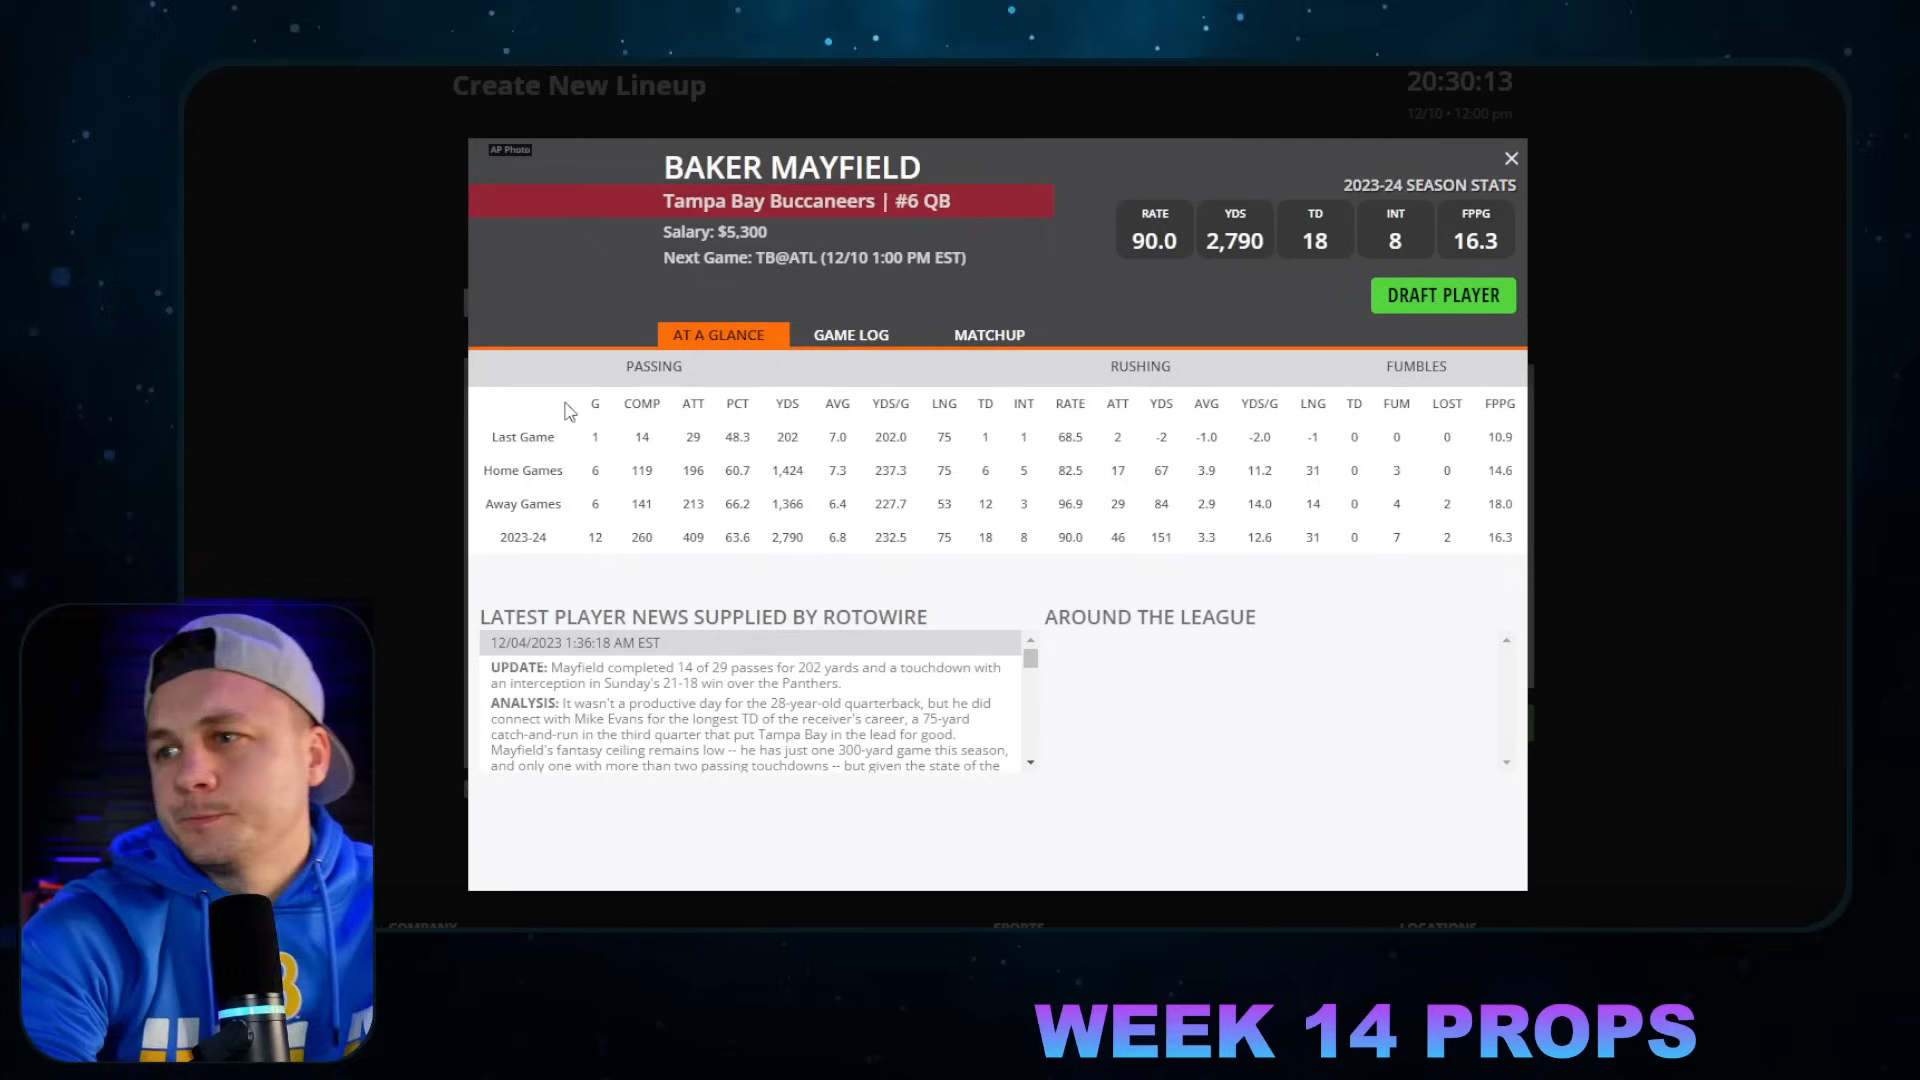 Create New Lineup
20:30:13
12/10 • 12:00 pm
AP Photo
BAKER MAYFIELD
Tampa Bay Buccaneers | #6 QB
Salary: $5,300
Next Game: TB@ATL (12/10 1:00 PM EST)
2023-24 SEASON STATS
RATE YDS TD INT FPPG
90.0 2,790 18 8 16.3
DRAFT PLAYER
AT A GLANCE GAME LOG MATCHUP
PASSING RUSHING FUMBLES
G COMP ATT PCT YDS AVG YDS/G LNG TD INT RATE ATT YDS AVG YDS/G LNG TD FUM LOST FPPG
Last Game 1 14 29 48.3 202 7.0 202.0 75 1 1 68.5 2 -2 -1.0 -2.0 -1 0 0 0 10.9
Home Games 6 119 196 60.7 1,424 7.3 237.3 75 6 5 82.5 17 67 3.9 11.2 31 0 3 0 14.6
Away Games 6 141 213 66.2 1,366 6.4 227.7 53 12 3 96.9 29 84 2.9 14.0 14 0 4 2 18.0
2023-24 12 260 409 63.6 2,790 6.8 232.5 75 18 8 90.0 46 151 3.3 12.6 31 0 7 2 16.3
LATEST PLAYER NEWS SUPPLIED BY ROTOWIRE
12/04/2023 1:36:18 AM EST
UPDATE: Mayfield completed 14 of 29 passes for 202 yards and a touchdown with
an interception in Sunday's 21-18 win over the Panthers.
ANALYSIS: It wasn't a productive day for the 28-year-old quarterback, but he did
connect with Mike Evans for the longest TD of the receiver's career, a 75-yard
catch-and-run in the third quarter that put Tampa Bay in the lead for good.
Mayfield's fantasy ceiling remains low -- he has just one 300-yard game this season,
and only one with more than two passing touchdowns -- but given the state of the
AROUND THE LEAGUE
COMPANY SPORTS LOCATIONS
WEEK 14 PROPS